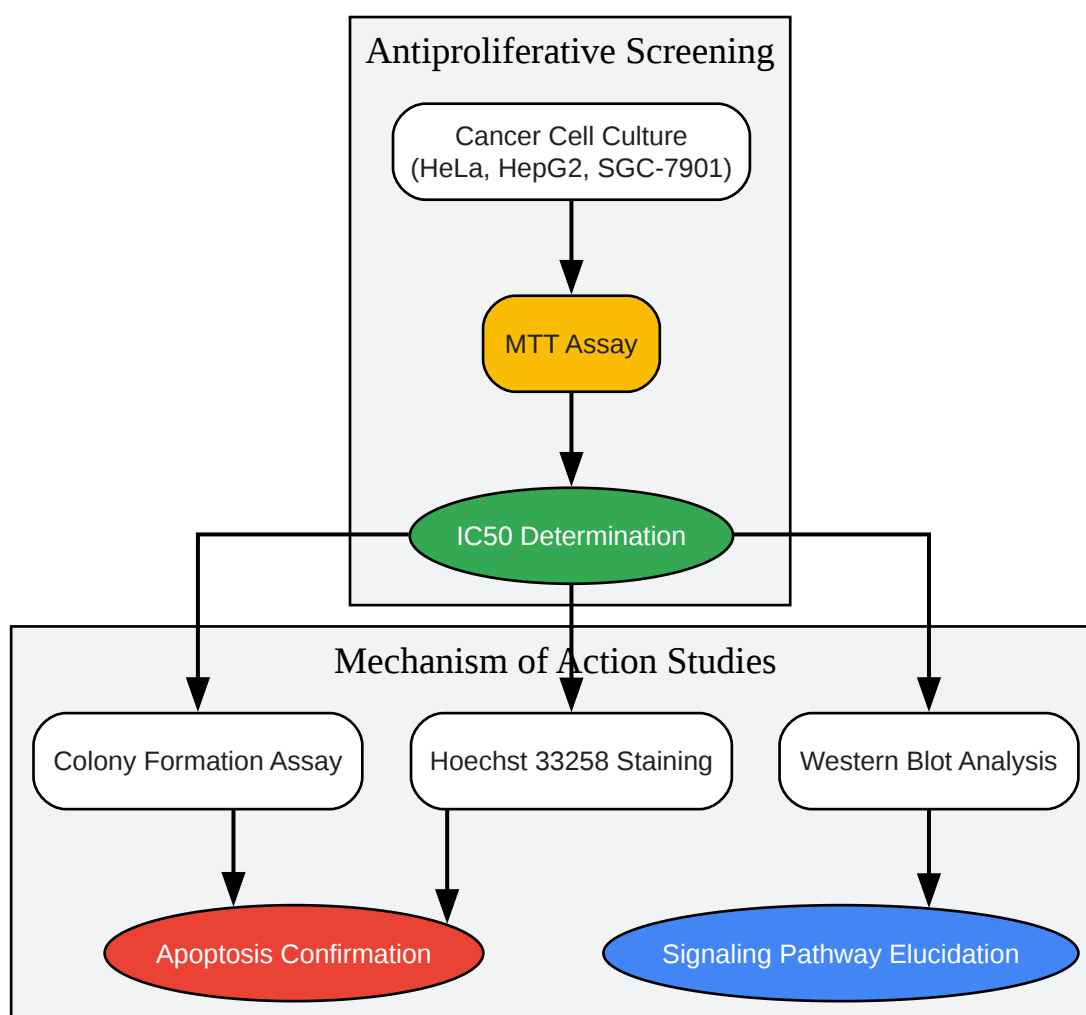 Antiproliferative Screening
Cancer Cell Culture
(HeLa, HepG2, SGC-7901)
MTT Assay
IC50 Determination
Mechanism of Action Studies
Colony Formation Assay
Hoechst 33258 Staining
Western Blot Analysis
Apoptosis Confirmation
Signaling Pathway Elucidation